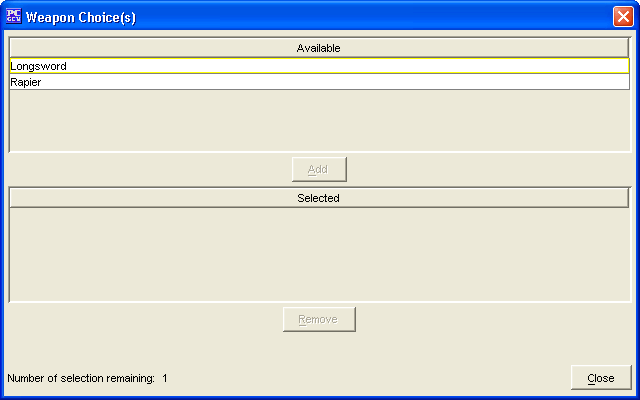 PC
GEN
Weapon Choice(s)
Available
Longsword
Rapier
Add
Selected
Remove
Number of selection remaining: 1
Close